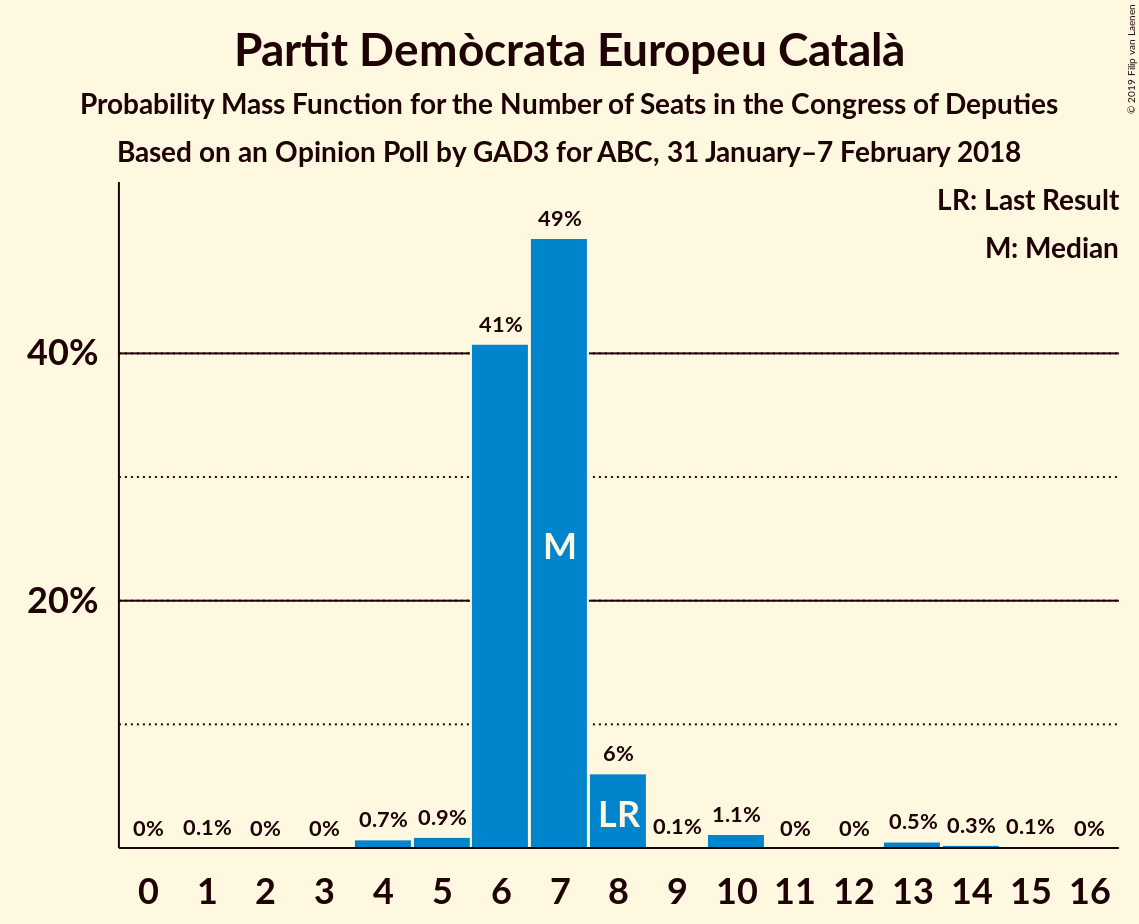 Partit Demòcrata Europeu Català
Probability Mass Function for the Number of Seats in the Congress of Deputies
Based on an Opinion Poll by GAD3 for ABC, 31 January–7 February 2018
© 2019 Filip van Laenen
LR: Last Result
M: Median
49%
41%
40%
M
20%
6%
LR
0% 0.1% 0% 0% 0.7% 0.9% 0.1% 1.1% 0% 0% 0.5% 0.3% 0.1% 0%
0 1 2 3 4 5 6 7 8 9 10 11 12 13 14 15 16